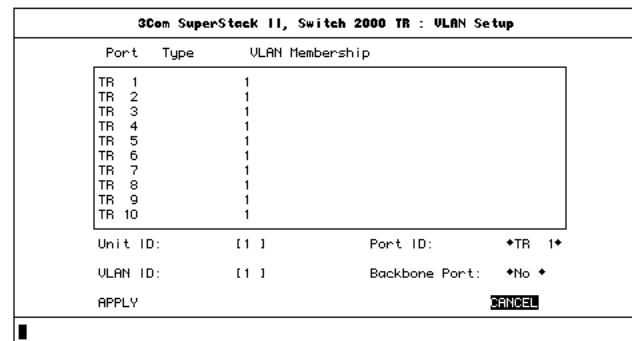 3Com SuperStack II, Switch 2000 TR : VLAN Setup
Port Type VLAN Membership
TR 1 1
TR 2 1
TR 3 1
TR 4 1
TR 5 1
TR 6 1
TR 7 1
TR 8 1
TR 9 1
TR 10 1
Unit ID: [1 ] Port ID: ◆TR 1◆
VLAN ID: [1 ] Backbone Port: ◆No ◆
APPLY CANCEL